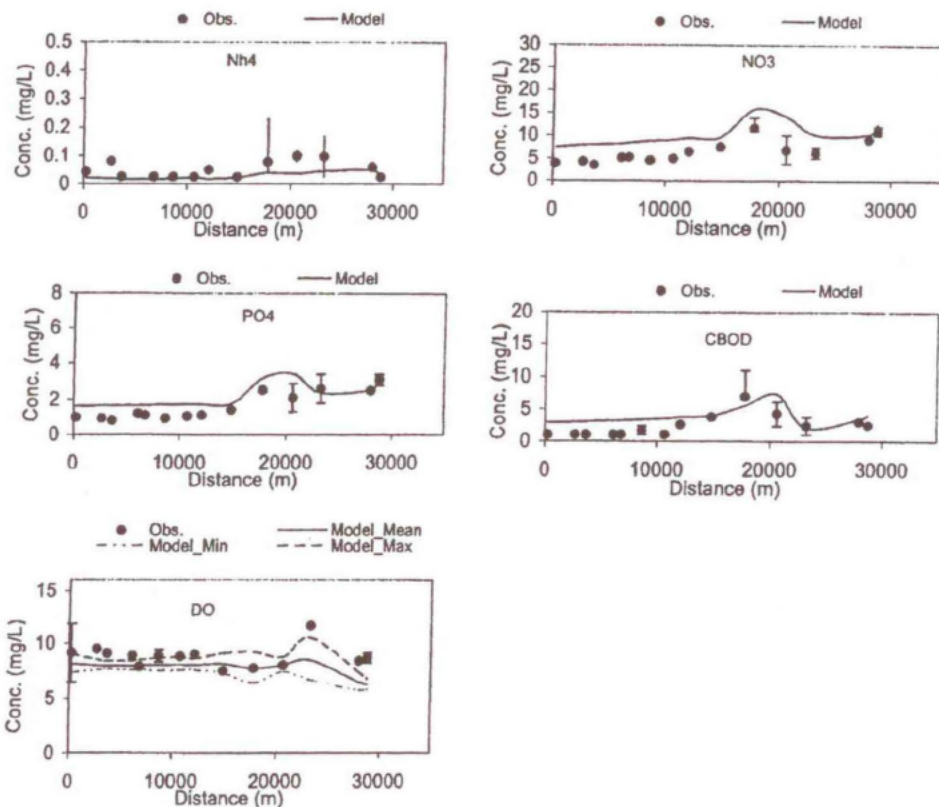 Obs. Model
Conc. (mg/L)
0.5
0.4
0.3
0.2
0.1
0
Nh4
0 10000 20000 30000
Distance (m)
Obs. Model
Conc. (mg/L)
30
25
20
15
10
5
0
NO3
0 10000 20000 30000
Distance (m)
Obs. Model
Conc. (mg/L)
8
6
4
2
0
PO4
0 10000 20000 30000
Distance (m)
Obs. Model
Conc. (mg/L)
20
15
10
5
0
CBOD
0 10000 20000 30000
Distance (m)
Obs. Model_Mean
Model_Min Model_Max
Conc. (mg/L)
15
10
5
0
DO
0 10000 20000 30000
Distance (m)